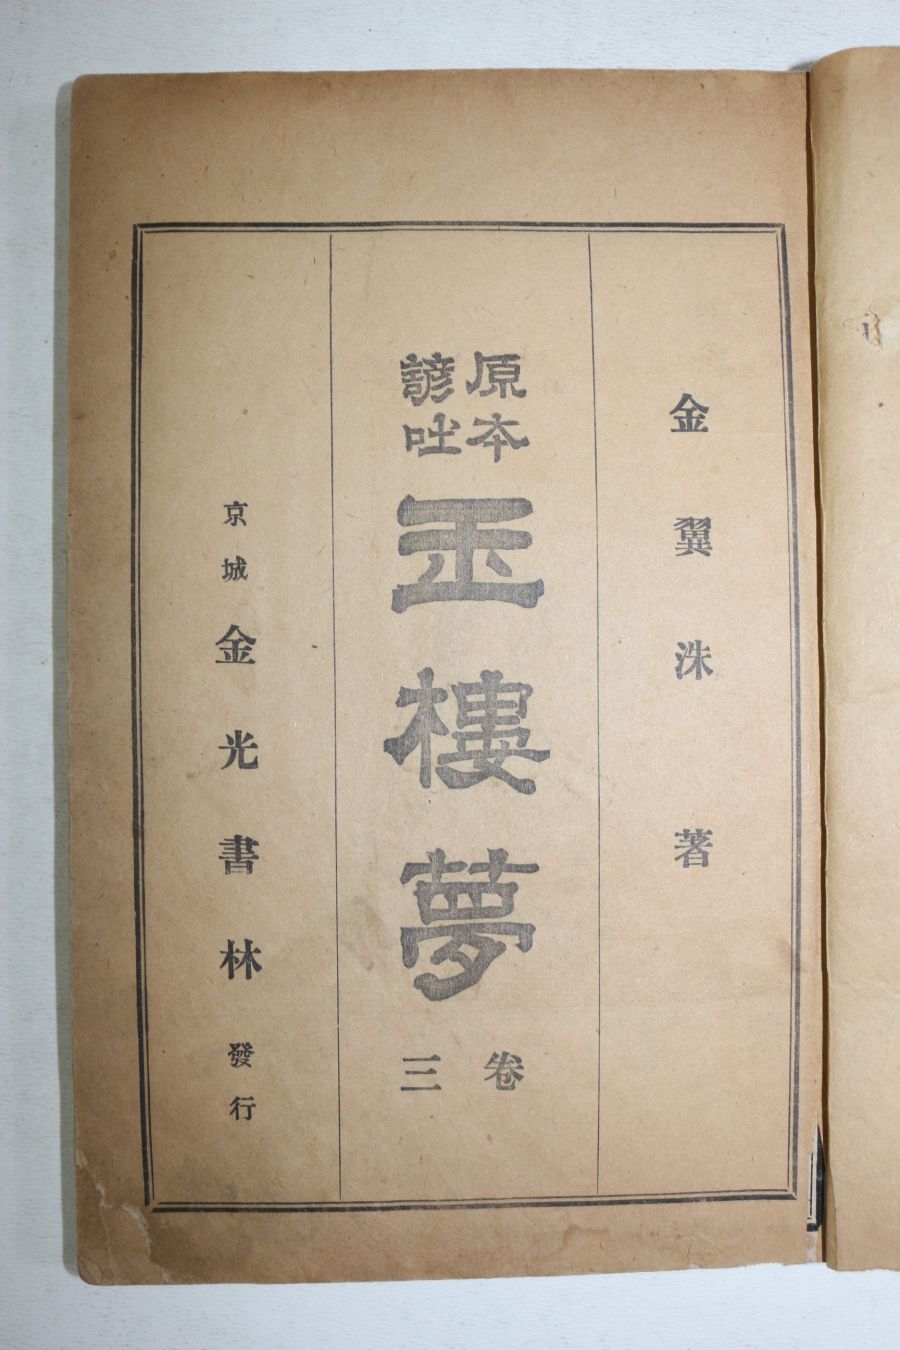 金翼洙著
原本
諺吐
玉樓夢
卷三
京城 金光書林 發行